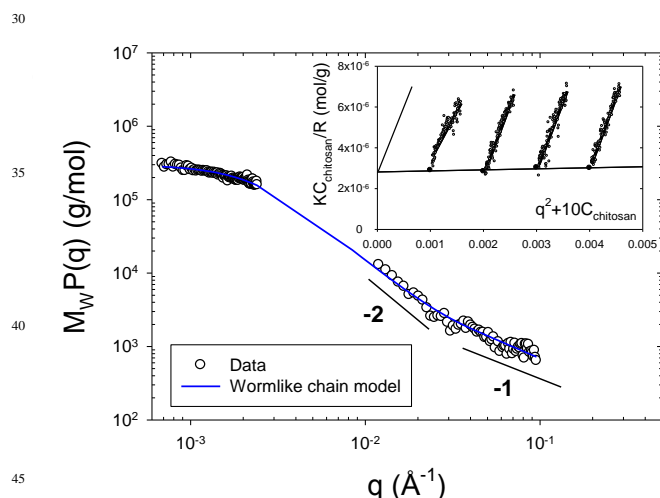 30
35
40
45
10⁷
10⁶
10⁵
10⁴
10³
10²
M_W P(q) (g/mol)
10⁻³
10⁻²
10⁻¹
q (Å⁻¹)
-2
-1
Data
Wormlike chain model
8x10⁻⁶
6x10⁻⁶
4x10⁻⁶
2x10⁻⁶
0
KC_chitosan/R (mol/g)
q²+10C_chitosan
0.000 0.001 0.002 0.003 0.004 0.005